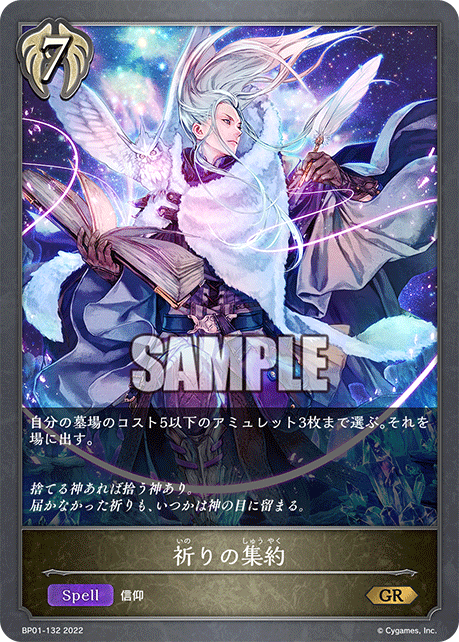 7
SAMPLE
自分の墓場のコスト5以下のアミュレット3枚まで選ぶ。それを
場に出す。
捨てる神あれば拾う神あり。
届かなかった祈りも、いつかは神の目に留まる。
いの しゅうやく
祈りの集約
Spell 信仰 GR
BP01-132 2022 © Cygames, Inc.